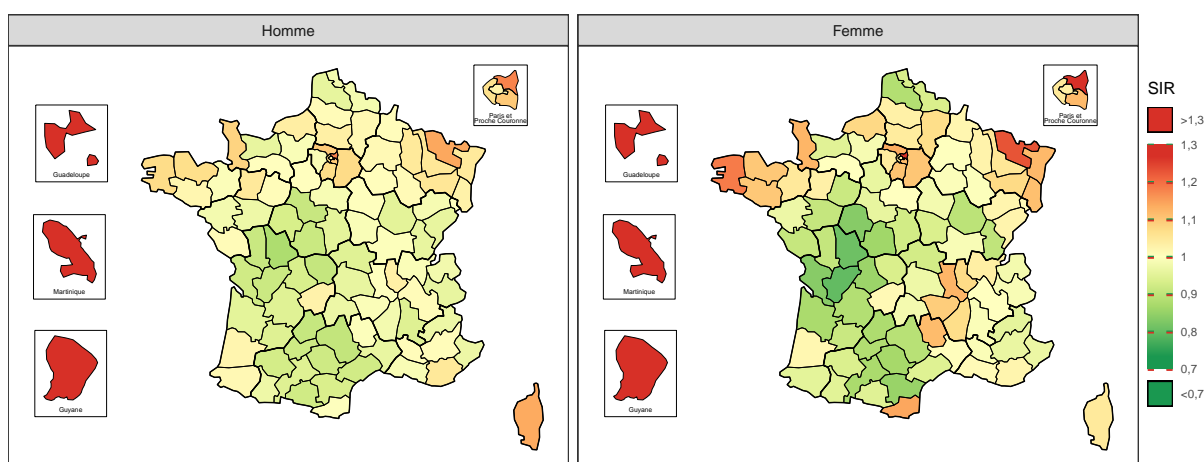 Homme
Femme
Paris et
Proche Couronne
Guadeloupe
Martinique
Guyane
Paris et
Proche Couronne
Guadeloupe
Martinique
Guyane
SIR
>1,3
1,3
1,2
1,1
1
0,9
0,8
0,7
<0,7